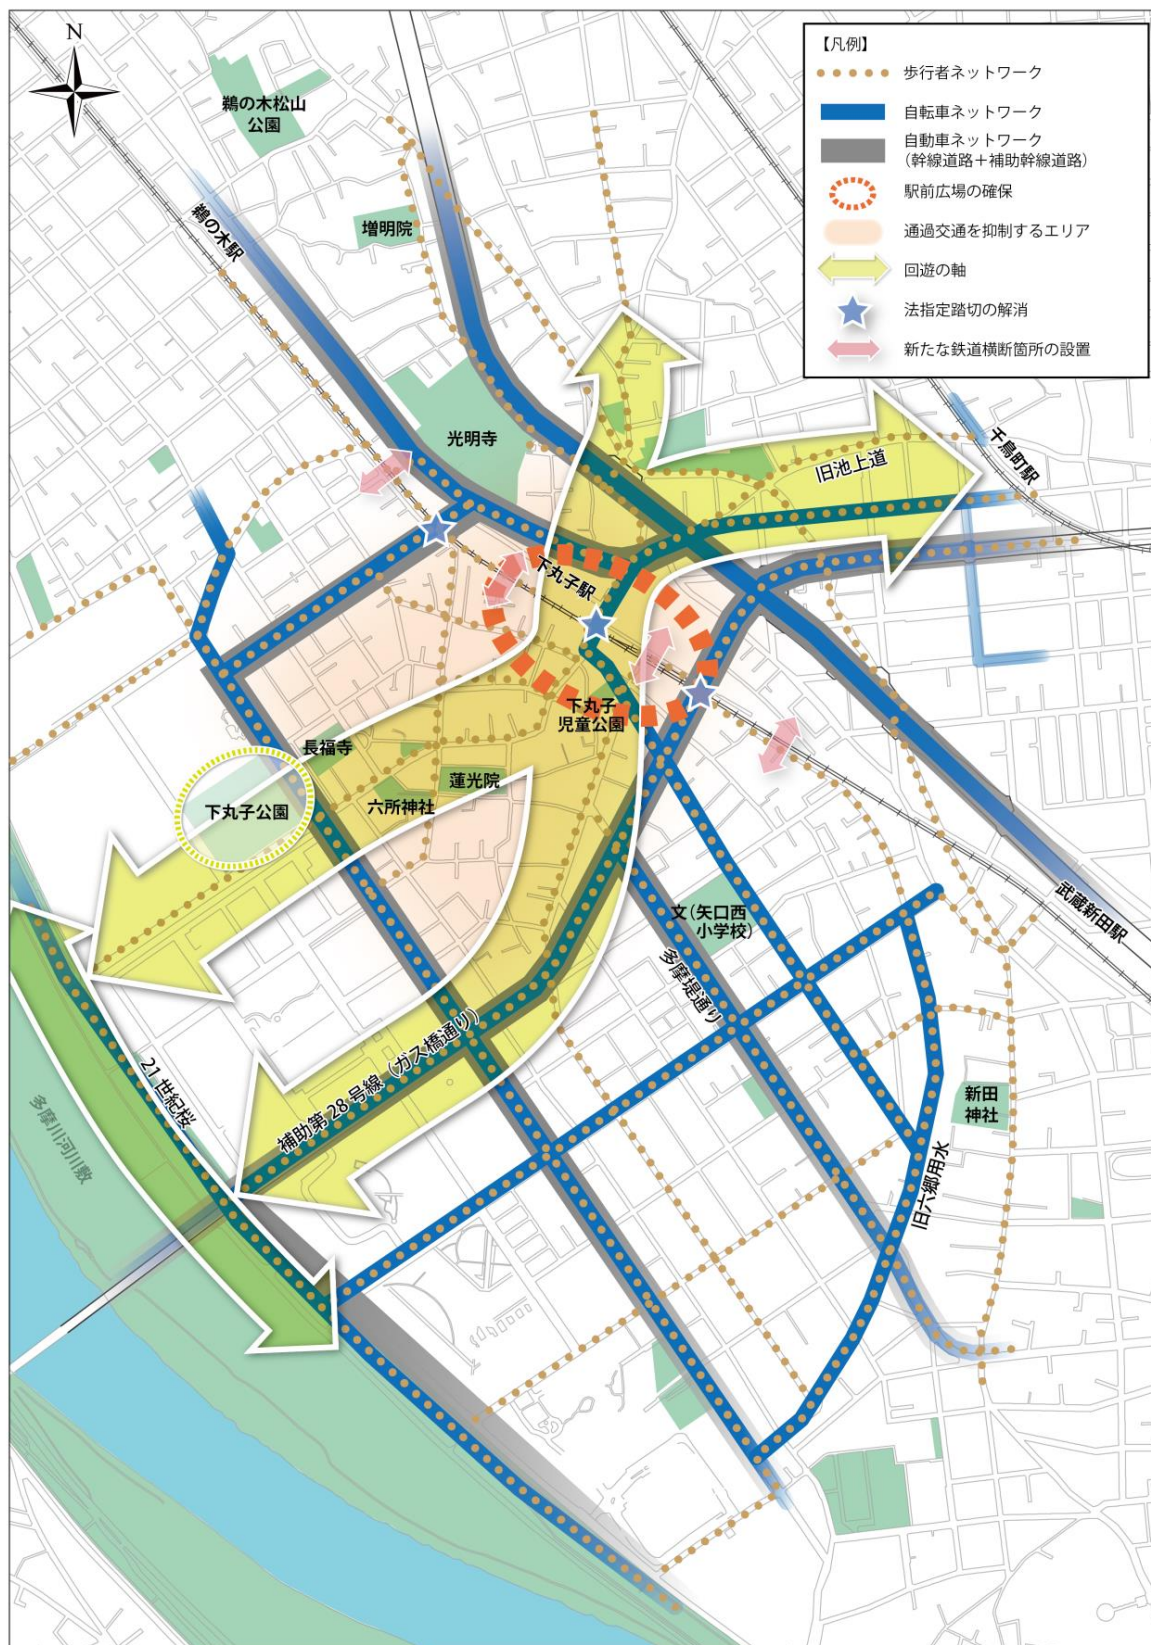 N
【凡例】
歩行者ネットワーク
自転車ネットワーク
自動車ネットワーク
(幹線道路+補助幹線道路)
駅前広場の確保
通過交通を抑制するエリア
回遊の軸
法指定踏切の解消
新たな鉄道横断箇所の設置
鵜の木松山
公園
増明院
鵜の木駅
光明寺
旧池上道
千鳥町駅
下丸子駅
下丸子
児童公園
長福寺
蓮光院
六所神社
下丸子公園
文(矢口西
小学校)
武蔵新田駅
多摩堤通り
補助第28号線(ガス橋通り)
21世紀桜
多摩川河川敷
新田
神社
旧六郷用水